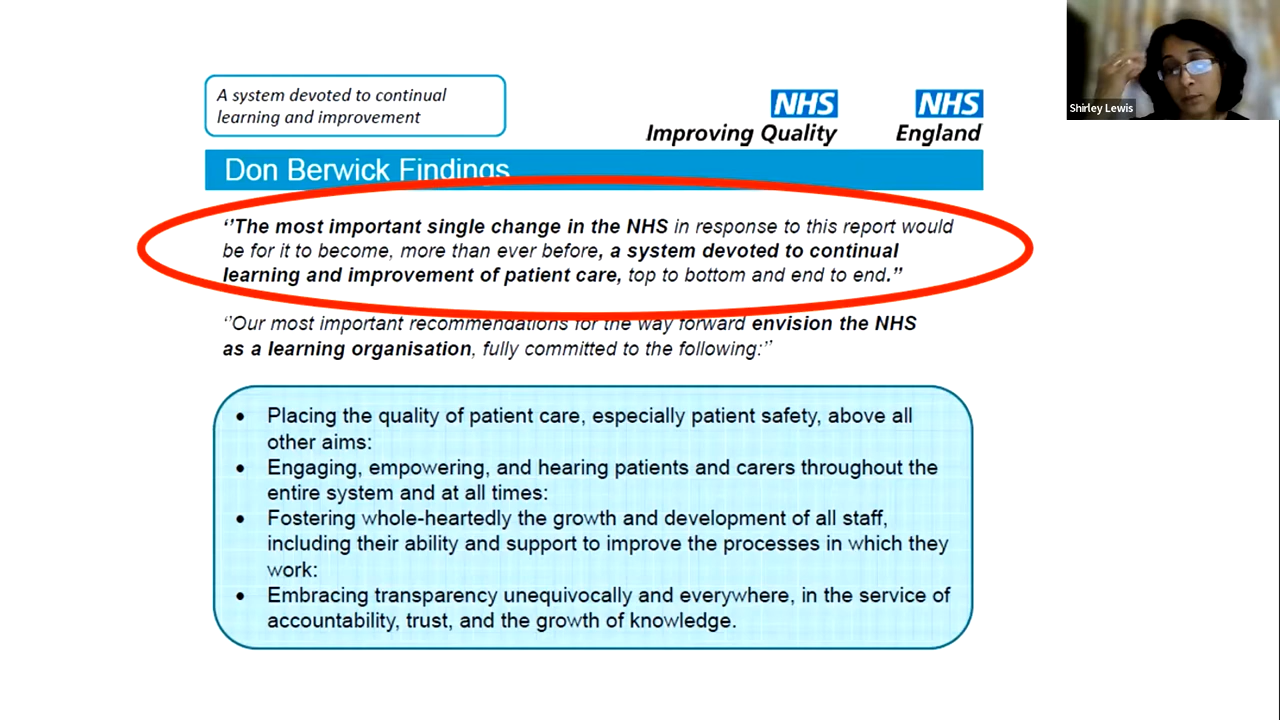 Shirley Lewis
A system devoted to continual
learning and improvement
NHS
Improving Quality
NHS
England
Don Berwick Findings
‘’The most important single change in the NHS in response to this report would
be for it to become, more than ever before, a system devoted to continual
learning and improvement of patient care, top to bottom and end to end.”
‘’Our most important recommendations for the way forward envision the NHS
as a learning organisation, fully committed to the following:’’
• Placing the quality of patient care, especially patient safety, above all
other aims:
• Engaging, empowering, and hearing patients and carers throughout the
entire system and at all times:
• Fostering whole-heartedly the growth and development of all staff,
including their ability and support to improve the processes in which they
work:
• Embracing transparency unequivocally and everywhere, in the service of
accountability, trust, and the growth of knowledge.